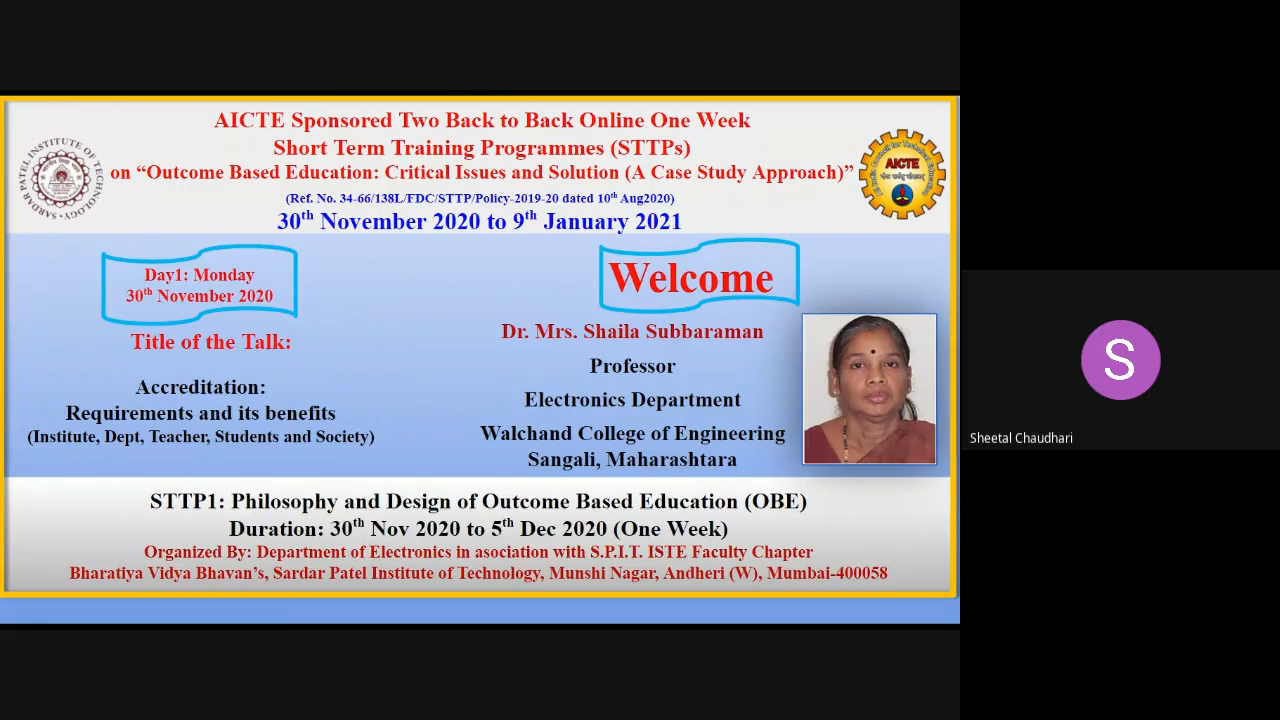 AICTE Sponsored Two Back to Back Online One Week
Short Term Training Programmes (STTPs)
on “Outcome Based Education: Critical Issues and Solution (A Case Study Approach)”
(Ref. No. 34-66/138L/FDC/STTP/Policy-2019-20 dated 10th Aug2020)
30th November 2020 to 9th January 2021
SARDAR PATEL INSTITUTE OF TECHNOLOGY
AICTE
Day1: Monday
30th November 2020
Welcome
Title of the Talk:
Accreditation:
Requirements and its benefits
(Institute, Dept, Teacher, Students and Society)
Dr. Mrs. Shaila Subbaraman
Professor
Electronics Department
Walchand College of Engineering
Sangali, Maharashtara
STTP1: Philosophy and Design of Outcome Based Education (OBE)
Duration: 30th Nov 2020 to 5th Dec 2020 (One Week)
Organized By: Department of Electronics in asociation with S.P.I.T. ISTE Faculty Chapter
Bharatiya Vidya Bhavan’s, Sardar Patel Institute of Technology, Munshi Nagar, Andheri (W), Mumbai-400058
S
Sheetal Chaudhari